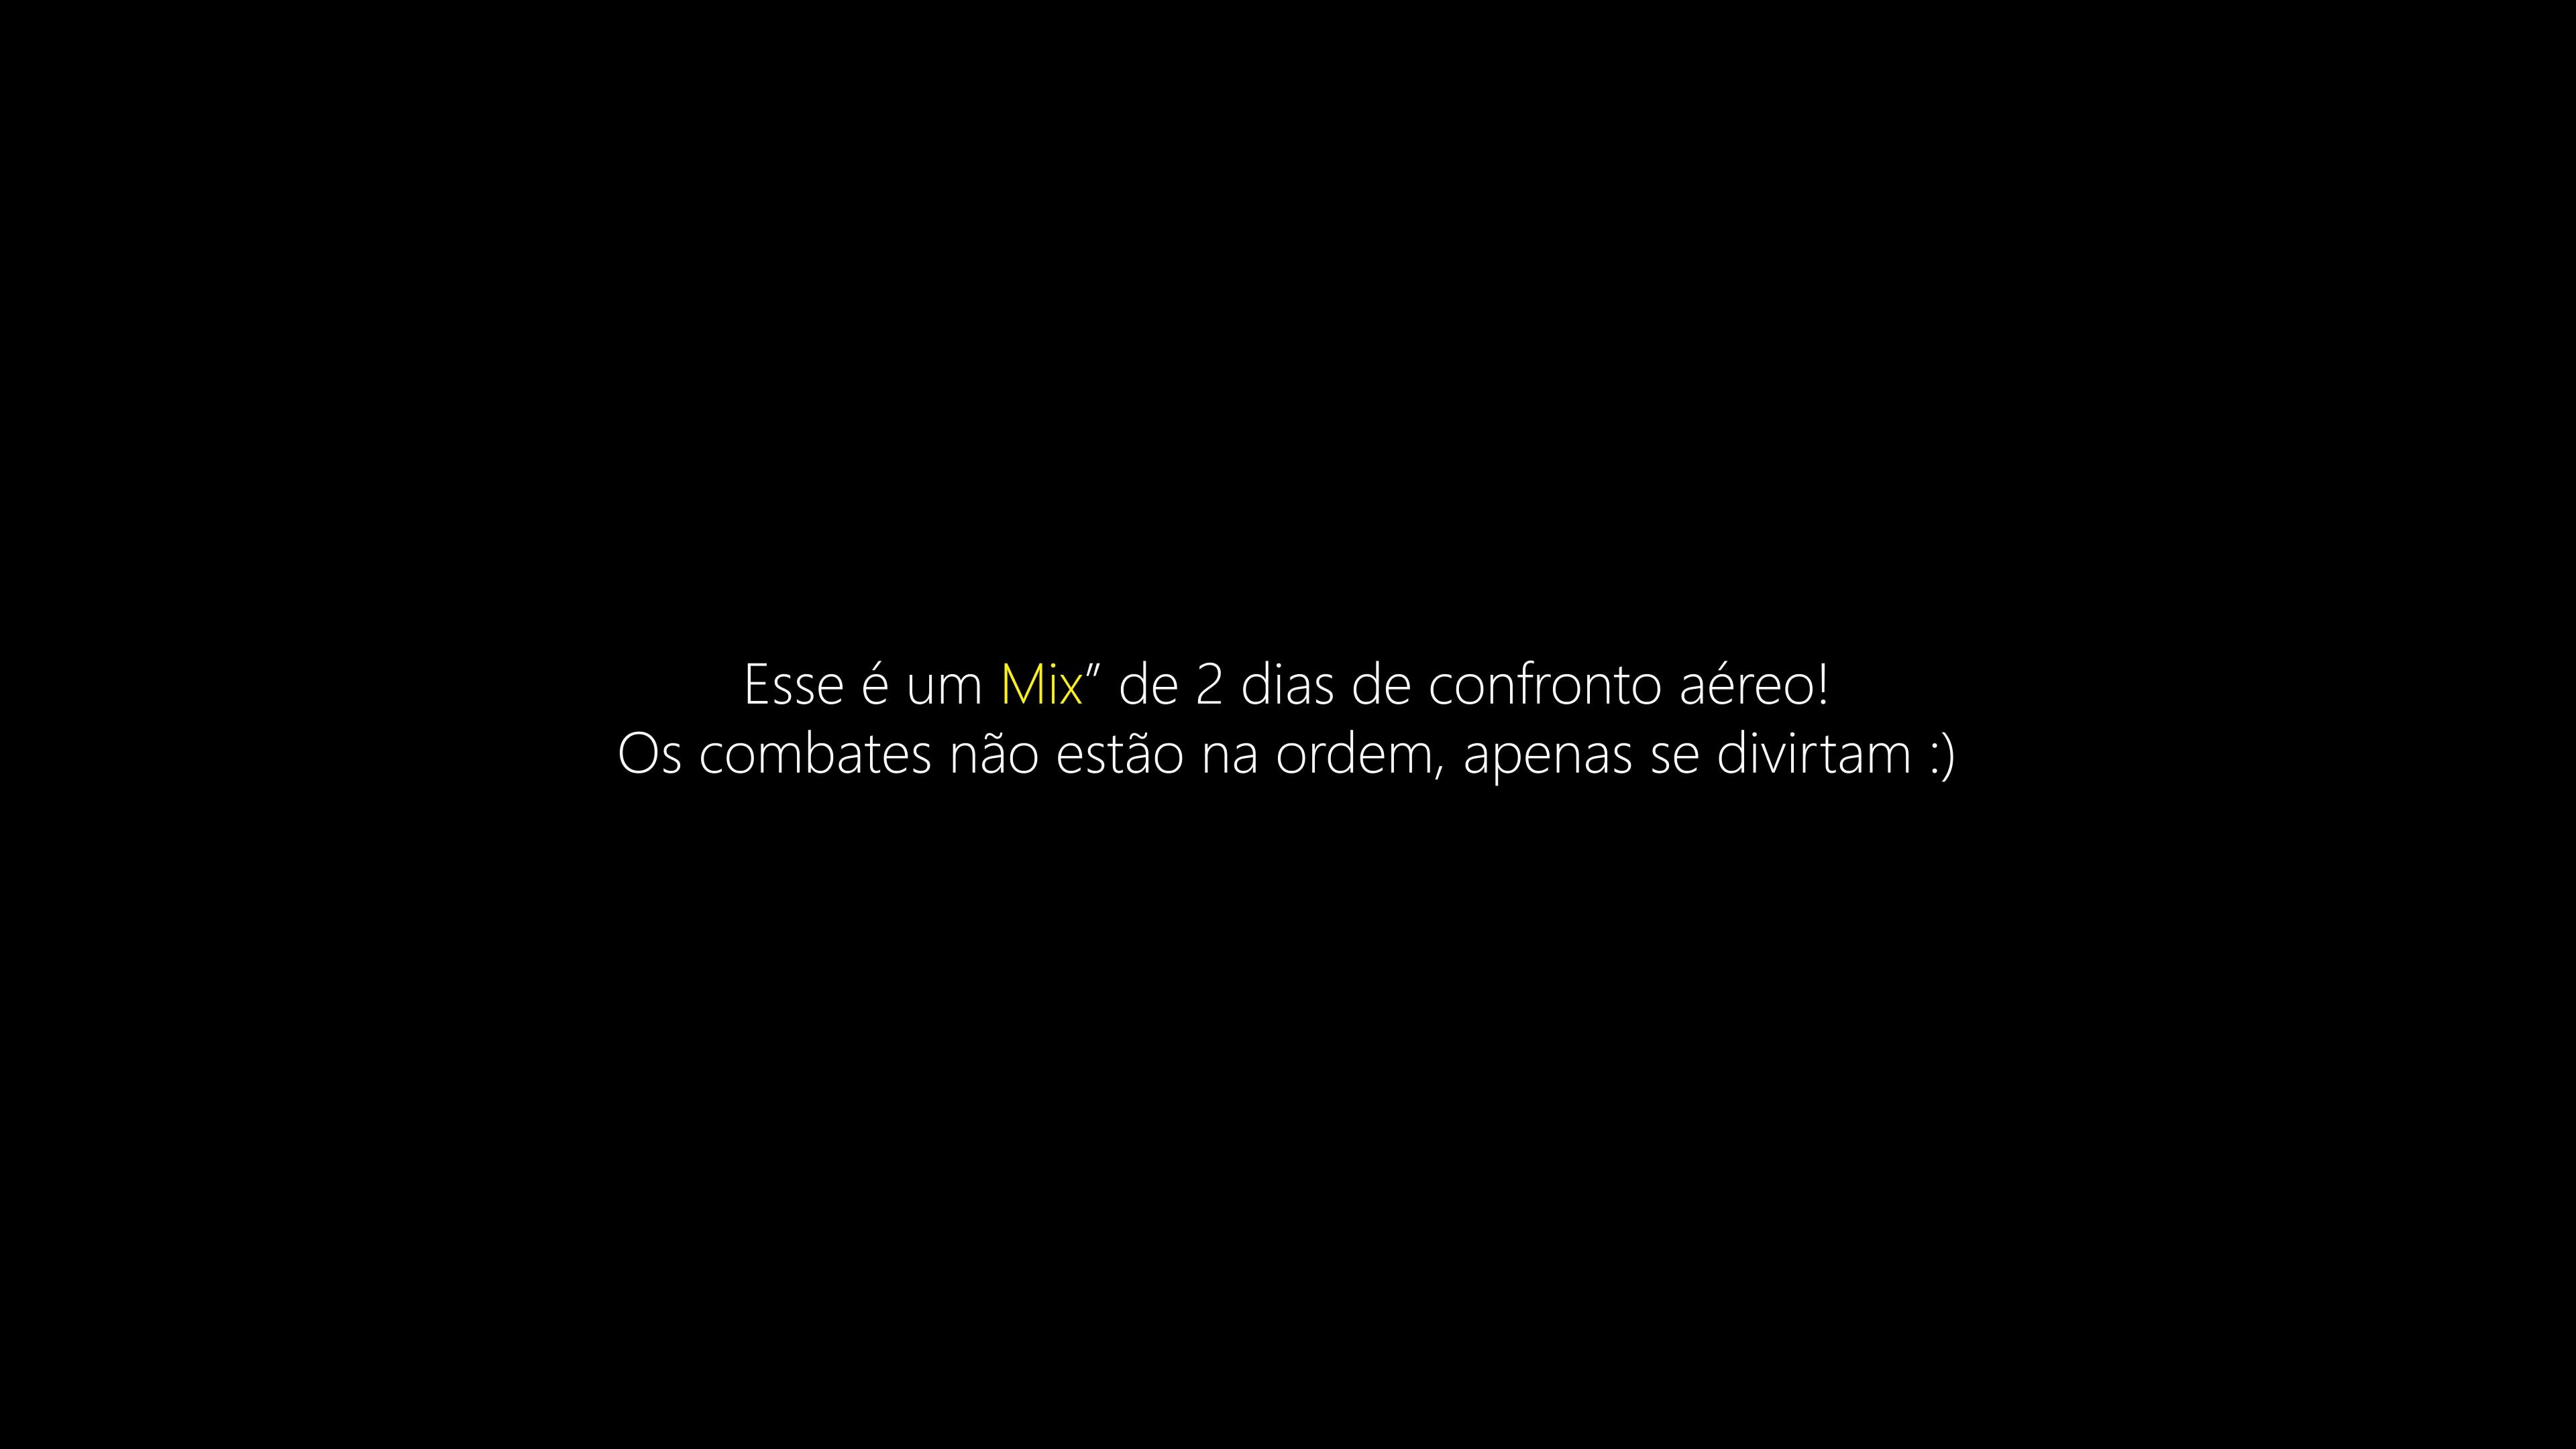 Esse é um Mix” de 2 dias de confronto aéreo!
Os combates não estão na ordem, apenas se divirtam :)